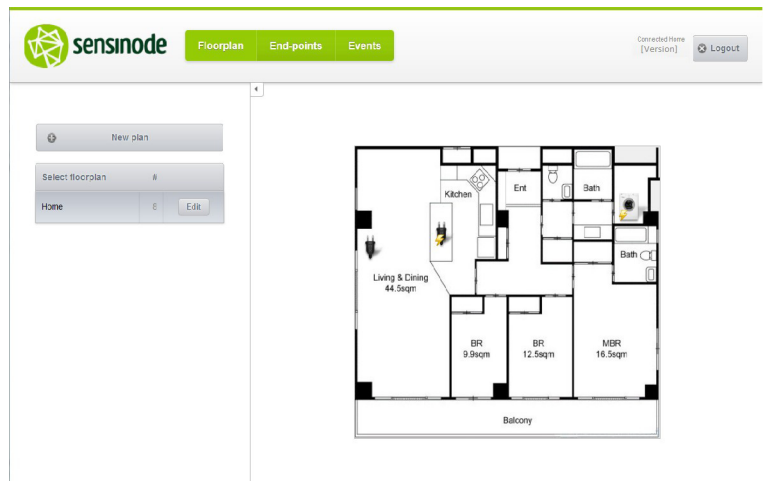 sensinode
Floorplan End-points Events
Connected Home
[Version]
Logout
New plan
Select floorplan #
Home 8 Edit
Kitchen
Ent
Bath
Bath
Living & Dining
44.5sqm
BR
9.9sqm
BR
12.5sqm
MBR
16.5sqm
Balcony